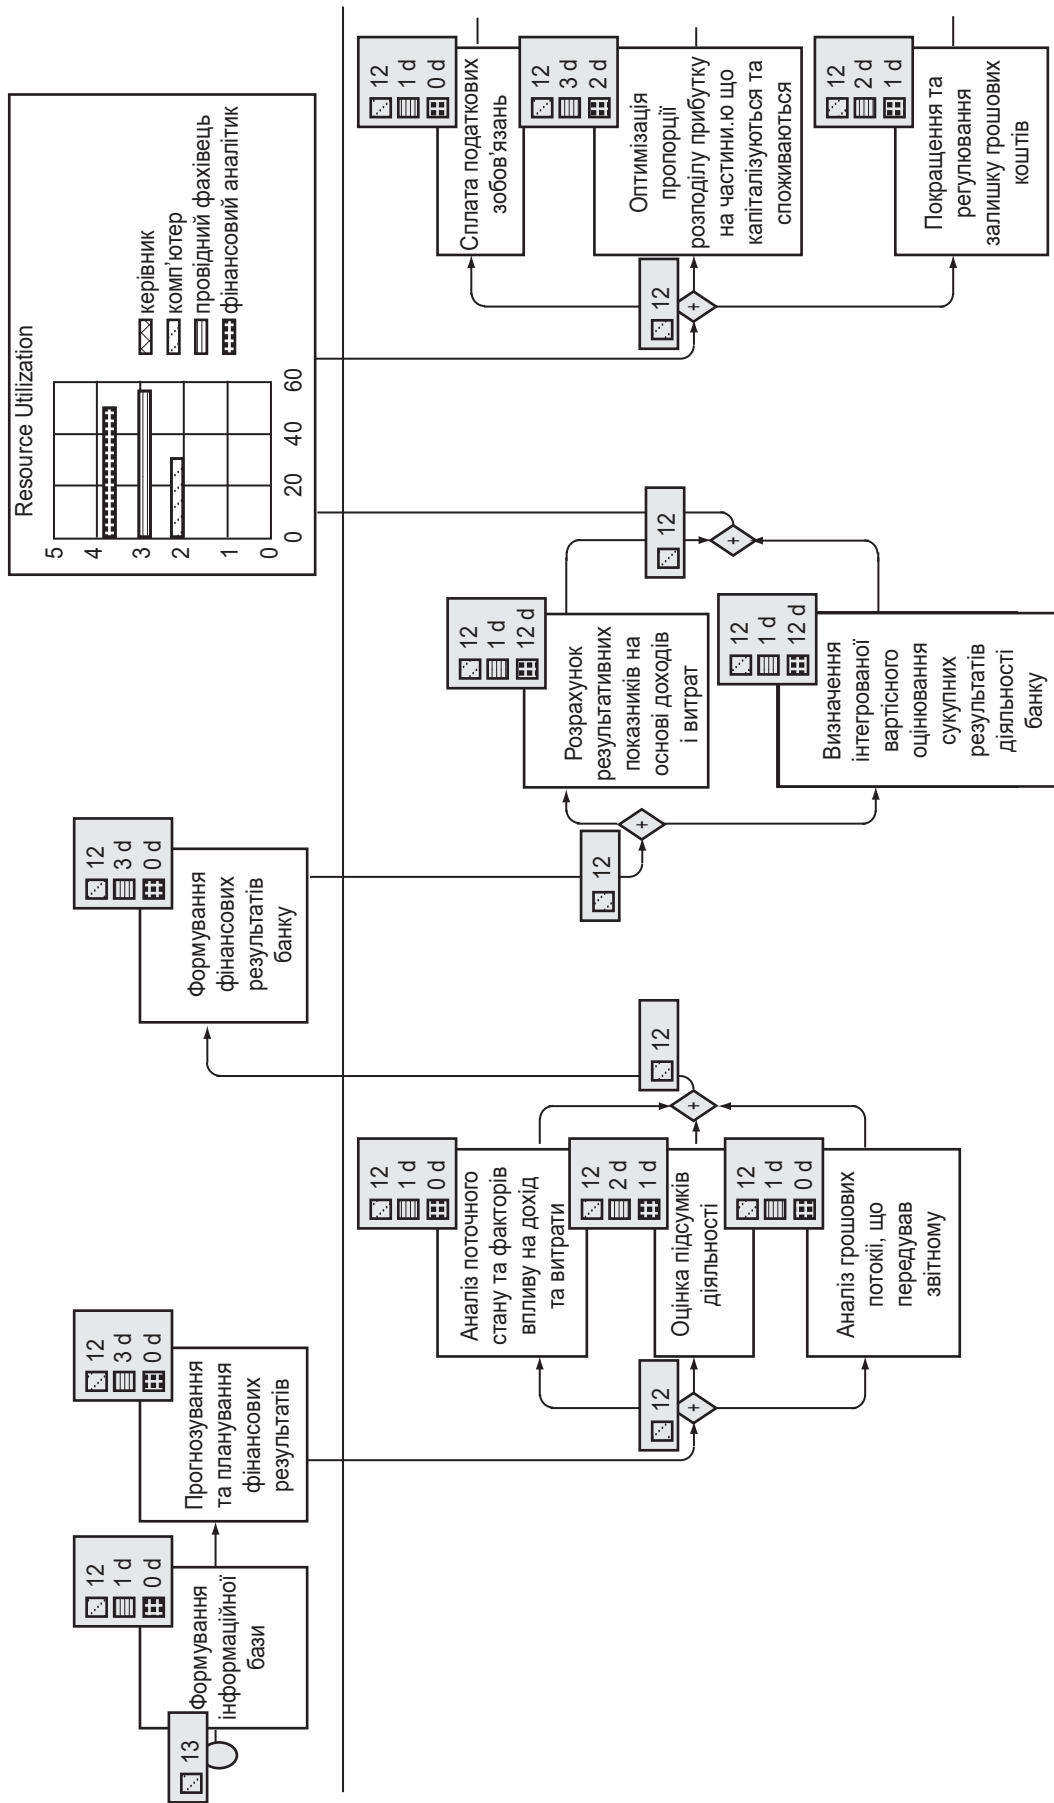 13
12
1 d
0 d
Формування
інформаційної
бази
12
3 d
0 d
Прогнозування
та планування
фінансових
результатів
12
12
1 d
0 d
Аналіз поточного
стану та факторів
впливу на дохід
та витрати
12
2 d
1 d
Оцінка підсумків
діяльності
12
1 d
0 d
Аналіз грошових
потокії, що
передував
звітному
+
+
12
12
3 d
0 d
Формування
фінансових
результатів
банку
12
+
12
1 d
12 d
Розрахунок
результативних
показників на
основі доходів
і витрат
12
1 d
12 d
Визначення
інтегрованої
вартісного
оцінювання
сукупних
результатів
діяльності
банку
12
+
Resource Utilization
5
4
3
2
1
0
0 20 40 60
керівник
комп'ютер
провідний фахівець
фінансовий аналітик
12
+
12
1 d
0 d
Сплата податкових
зобов'язань
12
3 d
2 d
Оптимізація
пропорції
розподілу прибутку
на частини.ю що
капіталізуються та
споживаються
12
2 d
1 d
Покращення та
регулювання
залишку грошових
коштів